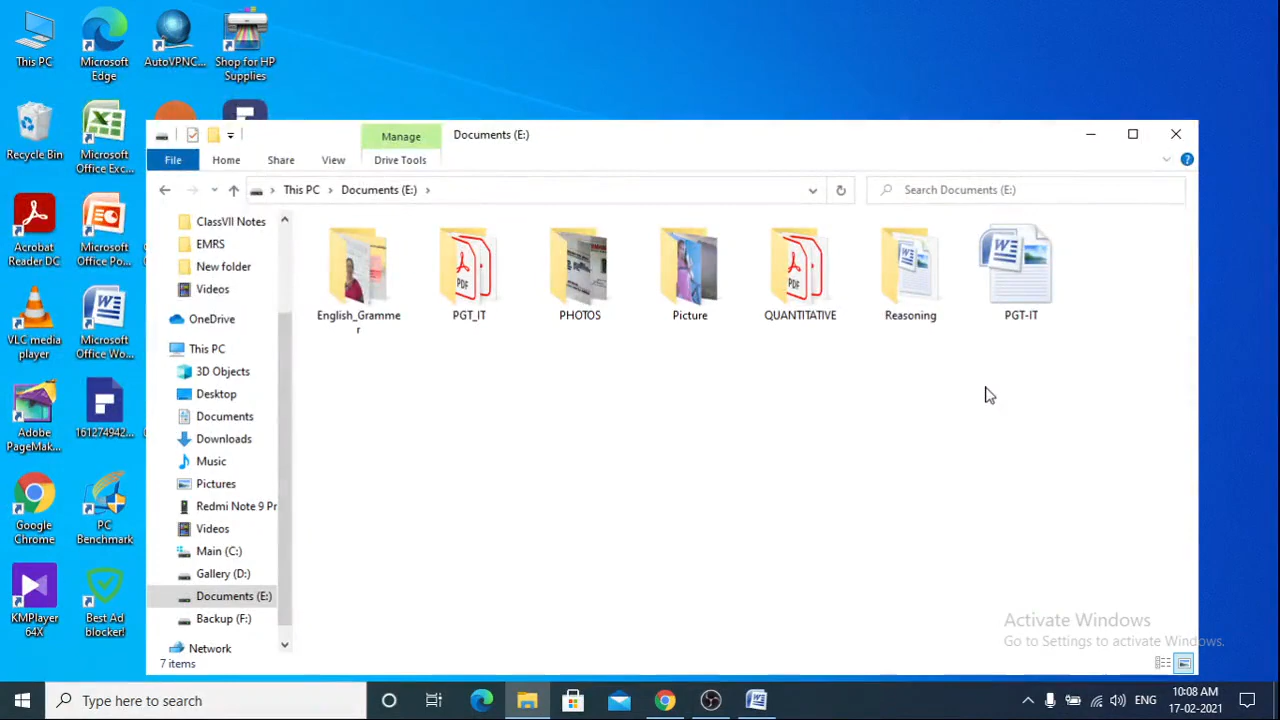 This PC
Microsoft
Edge
AutoVPNC...
Shop for HP
Supplies
Recycle Bin
Microsoft
Office Exc...
Acrobat
Reader DC
Microsoft
Office Po...
VLC media
player
Microsoft
Office Wo...
Adobe
PageMak...
161274942...
Google
Chrome
PC
Benchmark
KMPlayer
64X
Best Ad
blocker!
Manage
Documents (E:)
File
Home
Share
View
Drive Tools
This PC
Documents (E:)
Search Documents (E:)
ClassVII Notes
EMRS
New folder
Videos
OneDrive
This PC
3D Objects
Desktop
Documents
Downloads
Music
Pictures
Redmi Note 9 Pr
Videos
Main (C:)
Gallery (D:)
Documents (E:)
Backup (F:)
Network
English_Gramme
r
PGT_IT
PHOTOS
Picture
QUANTITATIVE
Reasoning
PGT-IT
PDF
PDF
Activate Windows
Go to Settings to activate Windows.
7 items
Type here to search
ENG
10:08 AM
17-02-2021